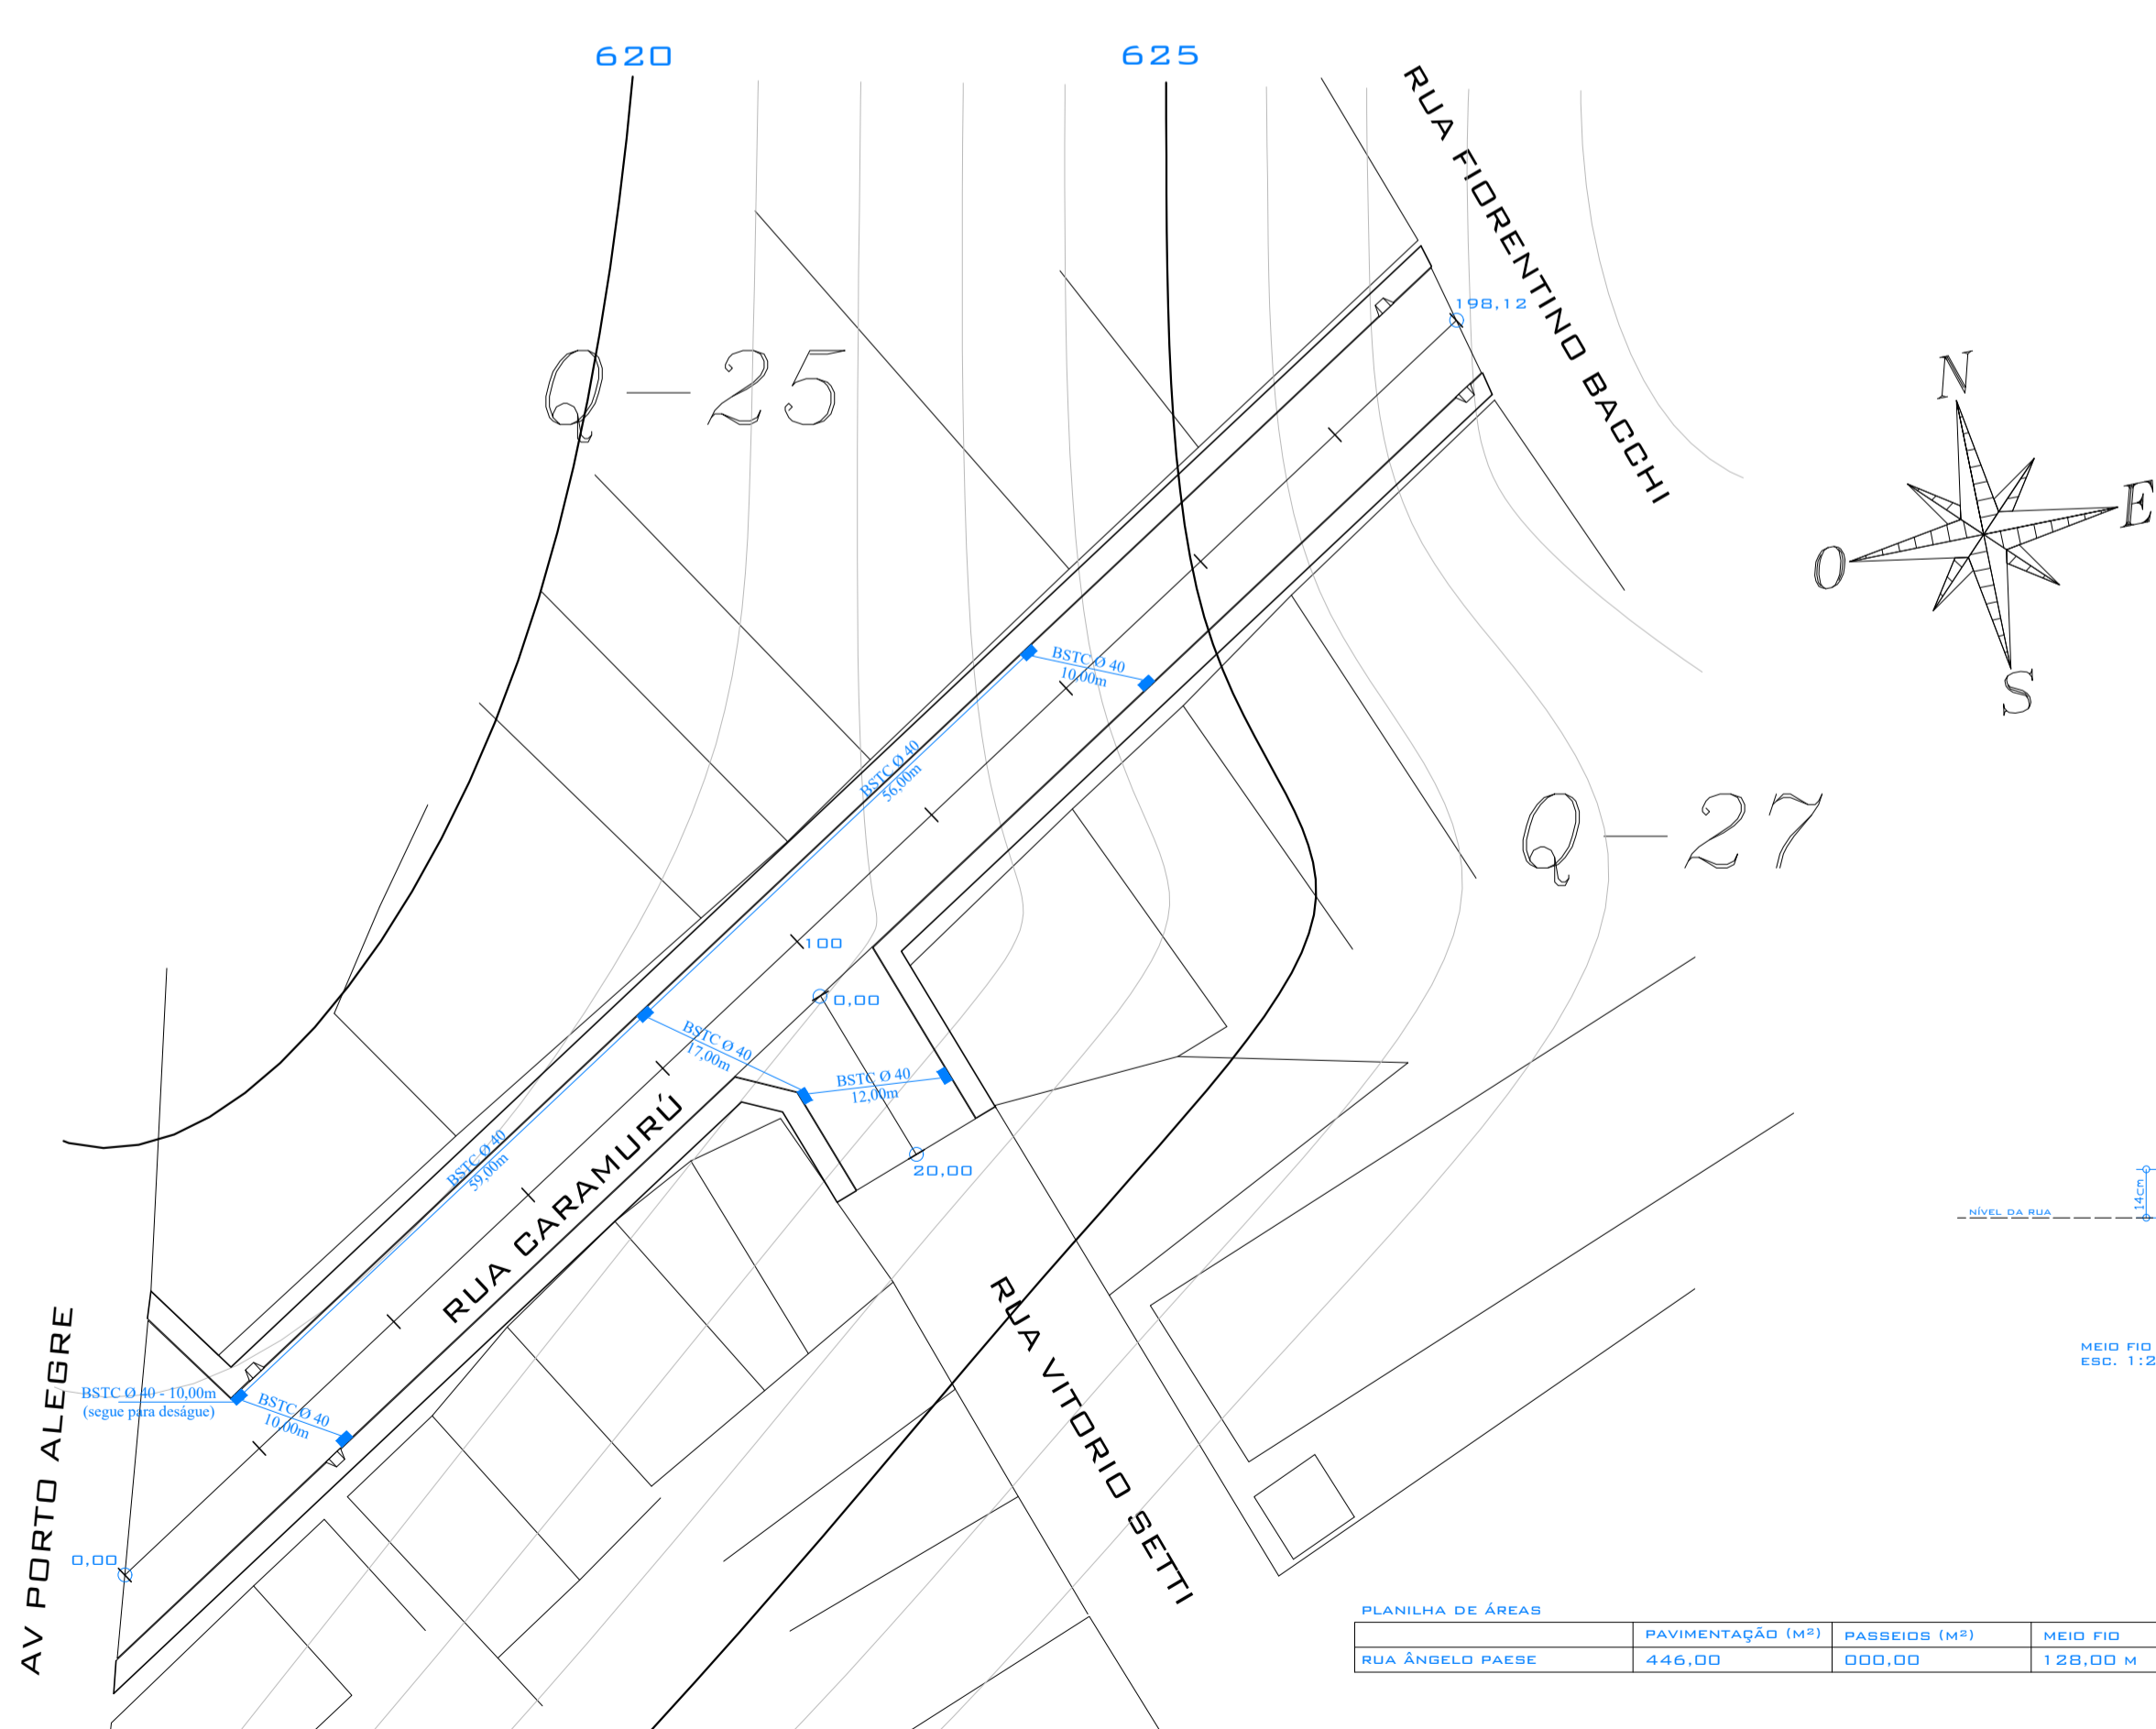 620
625
RUA FIORENTINO BACCHI
198,12
Q-25
N
E
O
S
BSTC Ø 40
10,00m
BSTC Ø 40
56,00m
Q-27
100
0,00
BSTC Ø 40
17,00m
BSTC Ø 40
12,00m
20,00
BSTC Ø 40
59,00m
RUA CARAMURÚ
14cm
NÍVEL DA RUA
RUA VITORIO SETTI
AV PORTO ALEGRE
BSTC Ø 40 - 10,00m
(segue para deságue)
BSTC Ø 40
10,00m
0,00
MEIO FIO
ESC. 1:2
PLANILHA DE ÁREAS
PAVIMENTAÇÃO (M²) PASSEIOS (M²) MEIO FIO
RUA ÂNGELO PAESE 446,00 000,00 128,00 M